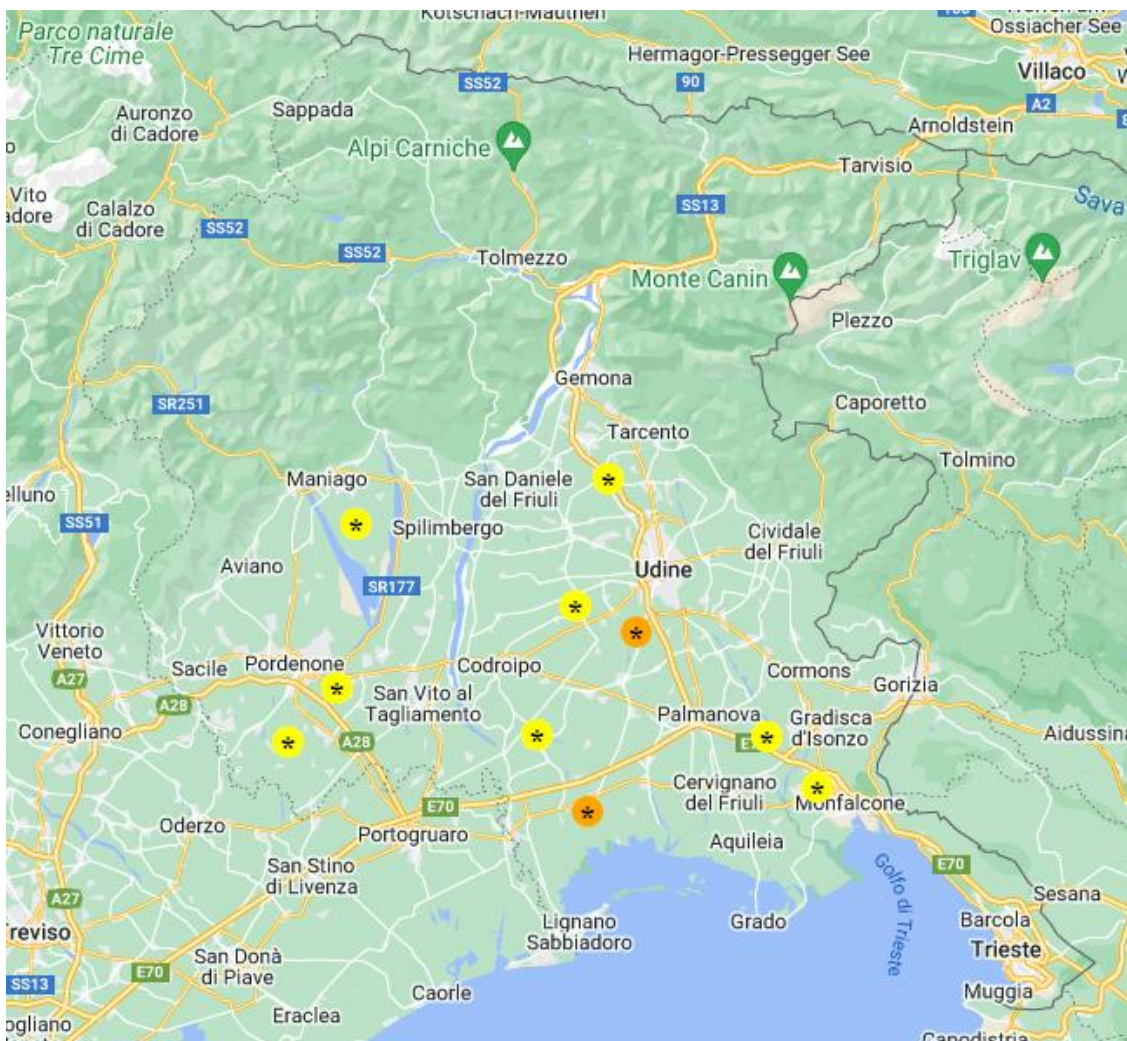 Kötschach-Mauthen
Ossiacher See
Parco naturale
Tre Cime
Hermagor-Pressegger See
Villaco
SS52
90
A2
Auronzo
di Cadore
Sappada
Arnoldstein
Alpi Carniche
Tarvisio
Vito
Calalzo
di Cadore
SS52
SS52
SS13
Sava
Tolmezzo
Monte Canin
Triglav
Plezzo
Gemona
SR251
Caporetto
Tarcento
Tolmino
Maniago
San Daniele
del Friuli
*
SS51
*
Spilimbergo
Cividale
del Friuli
Aviano
SR177
Udine
*
*
Vittorio
Veneto
Sacile
Pordenone
Codroipo
Cormons
A27
*
San Vito al
Tagliamento
Gorizia
A28
Conegliano
Palmanova
Gradisca
d'Isonzo
*
A28
*
*
Aidussina
Cervignano
del Friuli
*
Monfalcone
E70
*
Oderzo
Portogruaro
Aquileia
San Stino
di Livenza
Golfo di Trieste
E70
A27
Sesana
Treviso
Lignano
Sabbiadoro
Grado
Barcola
Trieste
San Donà
di Piave
E70
SS13
Caorle
Muggia
Eraclea
Capodistria